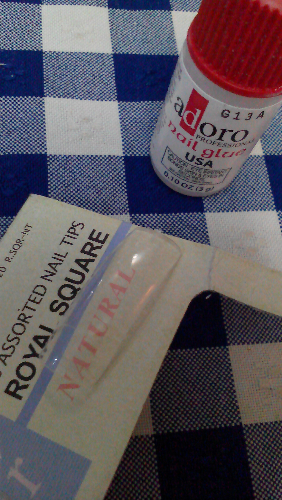 G13A
adoro
PROFESSIONAL
nail glue
USA
0.10 OZ (3
ASSORTED NAIL TIPS
ROYAL SQUARE
NATURAL
r